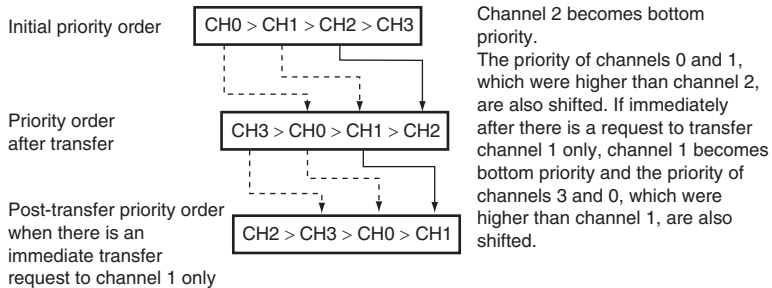 Initial priority order
CH0 > CH1 > CH2 > CH3
Priority order
after transfer
CH3 > CH0 > CH1 > CH2
Post-transfer priority order
when there is an
immediate transfer
request to channel 1 only
CH2 > CH3 > CH0 > CH1
Channel 2 becomes bottom
priority.
The priority of channels 0 and 1,
which were higher than channel 2,
are also shifted. If immediately
after there is a request to transfer
channel 1 only, channel 1 becomes
bottom priority and the priority of
channels 3 and 0, which were
higher than channel 1, are also
shifted.